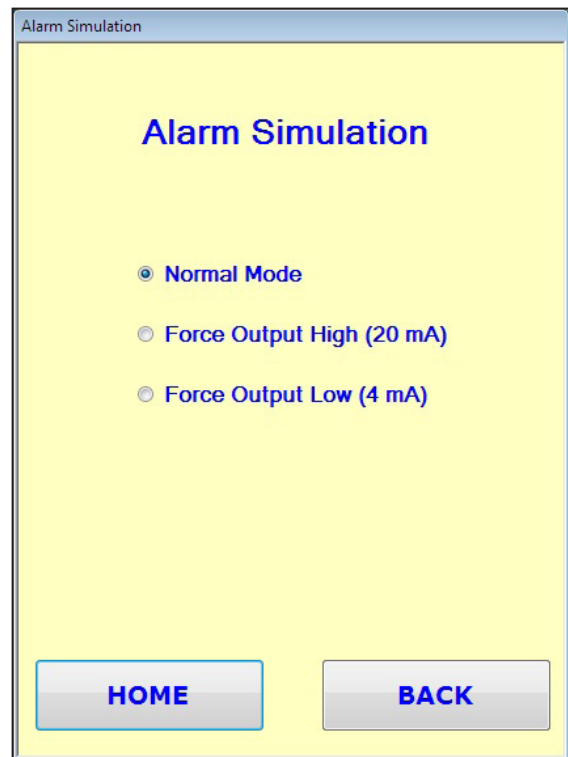 Alarm Simulation
Alarm Simulation
Normal Mode
Force Output High (20 mA)
Force Output Low (4 mA)
HOME BACK